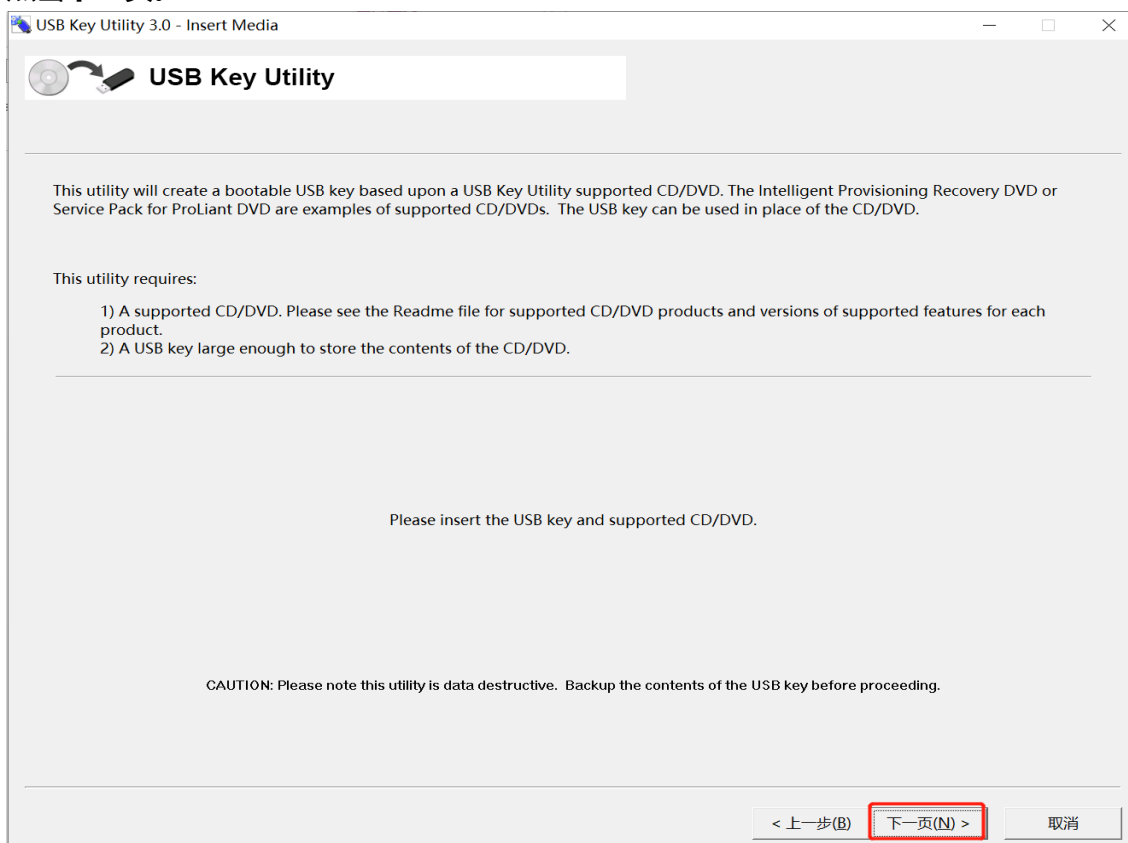 USB Key Utility 3.0 - Insert Media
USB Key Utility
This utility will create a bootable USB key based upon a USB Key Utility supported CD/DVD. The Intelligent Provisioning Recovery DVD or
Service Pack for ProLiant DVD are examples of supported CD/DVDs. The USB key can be used in place of the CD/DVD.
This utility requires:
1) A supported CD/DVD. Please see the Readme file for supported CD/DVD products and versions of supported features for each
product.
2) A USB key large enough to store the contents of the CD/DVD.
Please insert the USB key and supported CD/DVD.
CAUTION: Please note this utility is data destructive. Backup the contents of the USB key before proceeding.
< 上一步(B) 下一页(N) > 取消